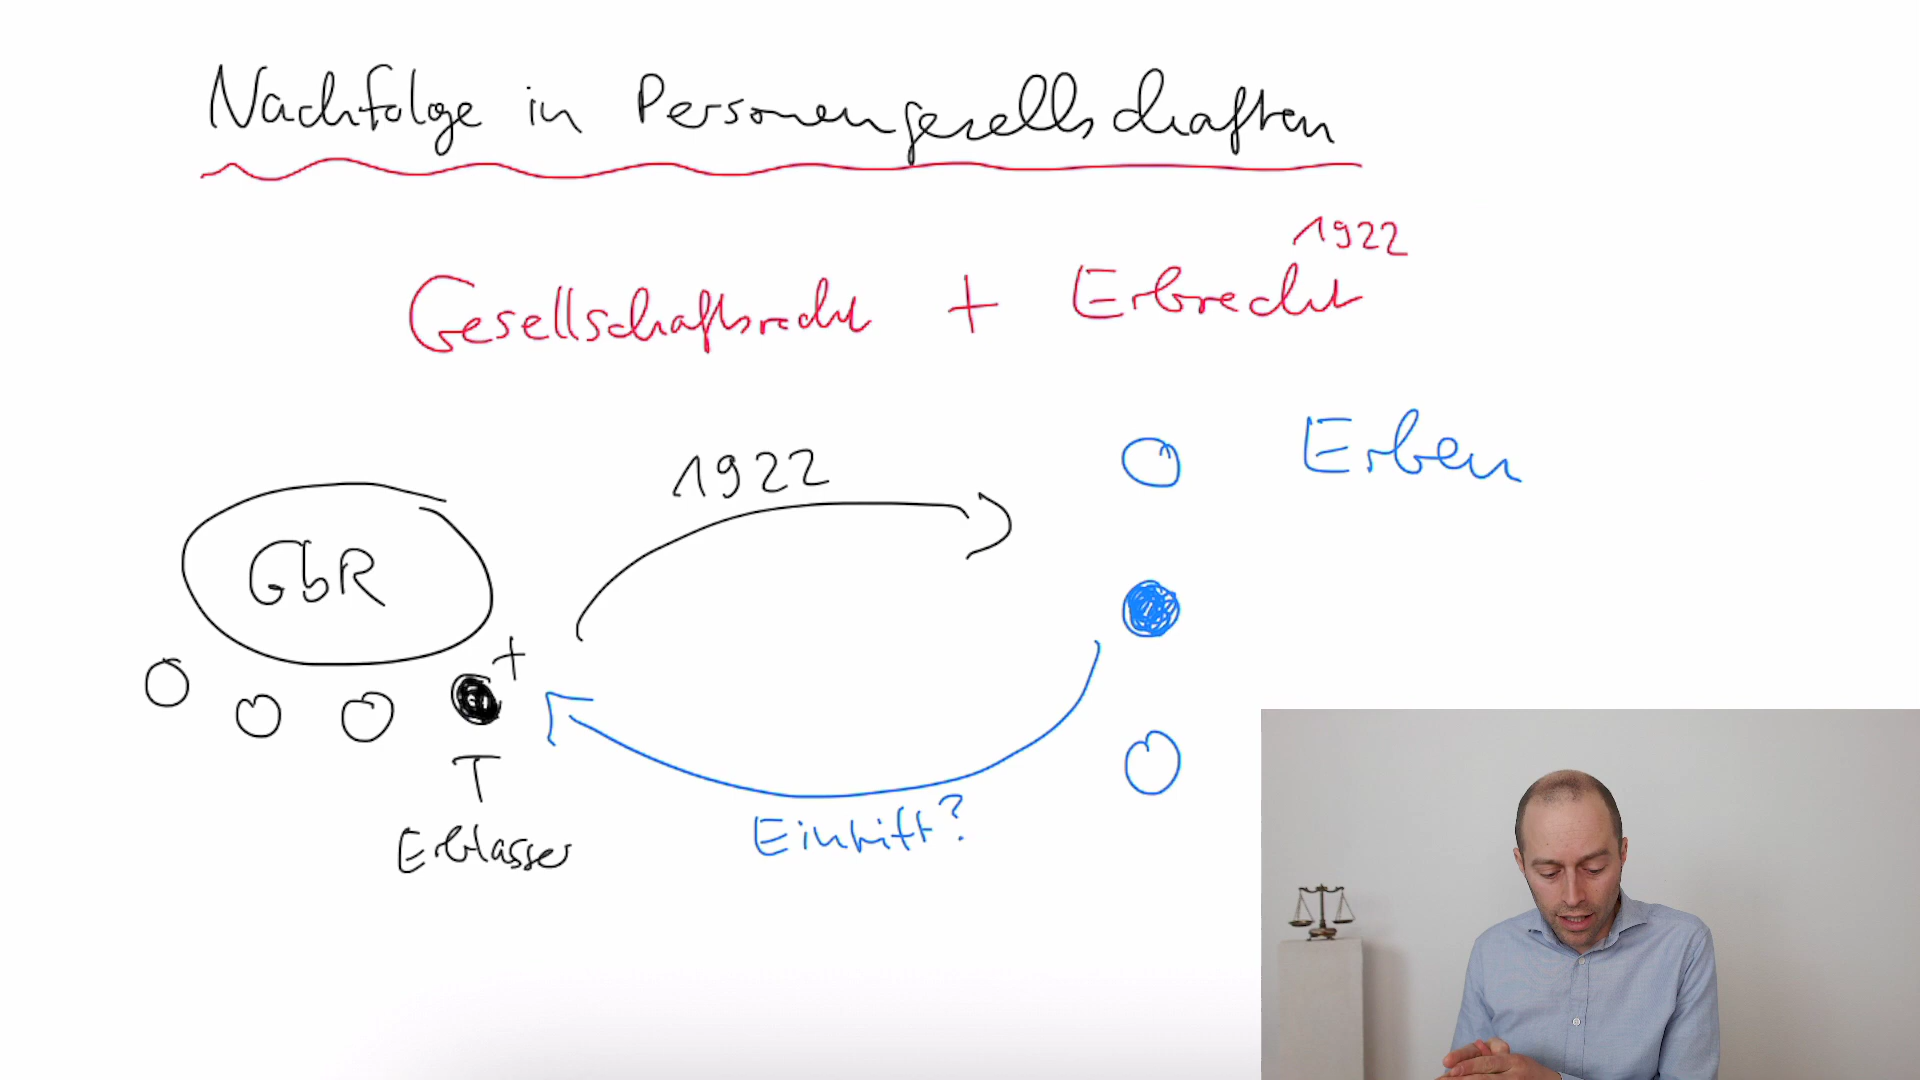 Nachfolge in Personengesellschaften
1922
Gesellschaftsrecht + Erbrecht
Erben
1922
GbR
+
T
Erblasser
Eintritt?